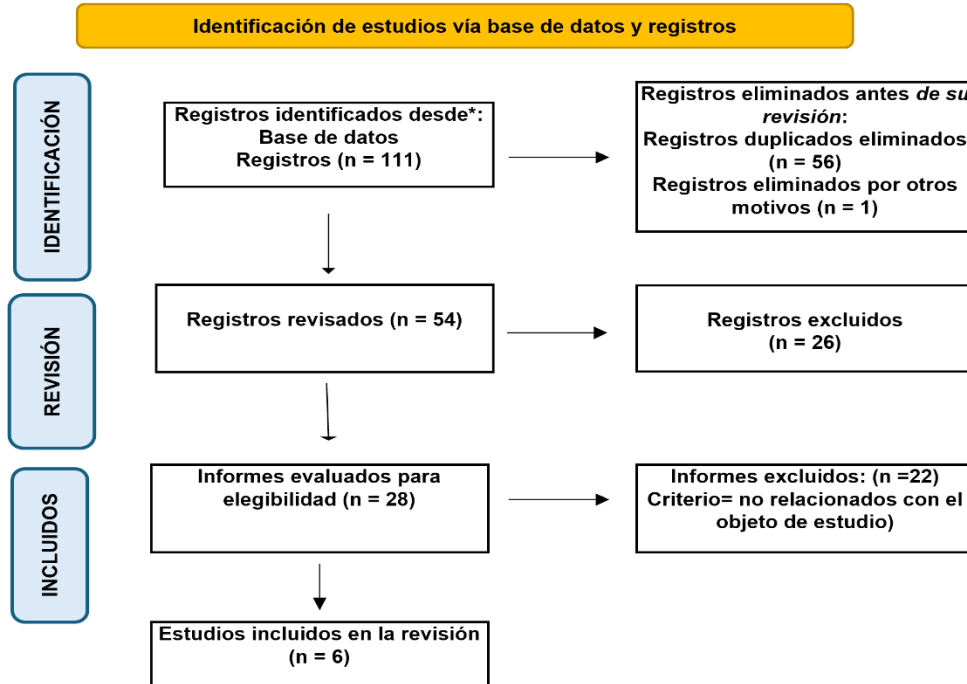 Identificación de estudios vía base de datos y registros
IDENTIFICACIÓN
Registros identificados desde*:
Base de datos
Registros (n = 111)
Registros eliminados antes de su
revisión:
Registros duplicados eliminados
(n = 56)
Registros eliminados por otros
motivos (n = 1)
REVISIÓN
Registros revisados (n = 54)
Registros excluidos
(n = 26)
INCLUIDOS
Informes evaluados para
elegibilidad (n = 28)
Informes excluidos: (n =22)
Criterio= no relacionados con el
objeto de estudio)
Estudios incluidos en la revisión
(n = 6)